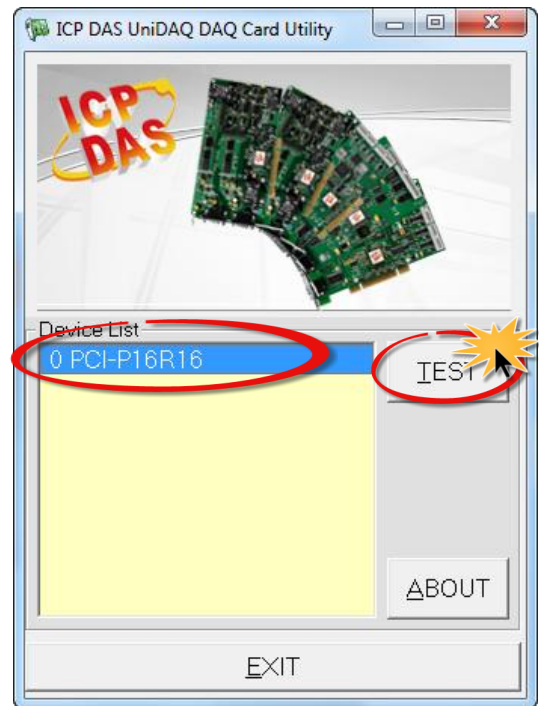 ICP DAS UniDAQ DAQ Card Utility
ICP
DAS
Device List
0 PCI-P16R16
TEST
ABOUT
EXIT